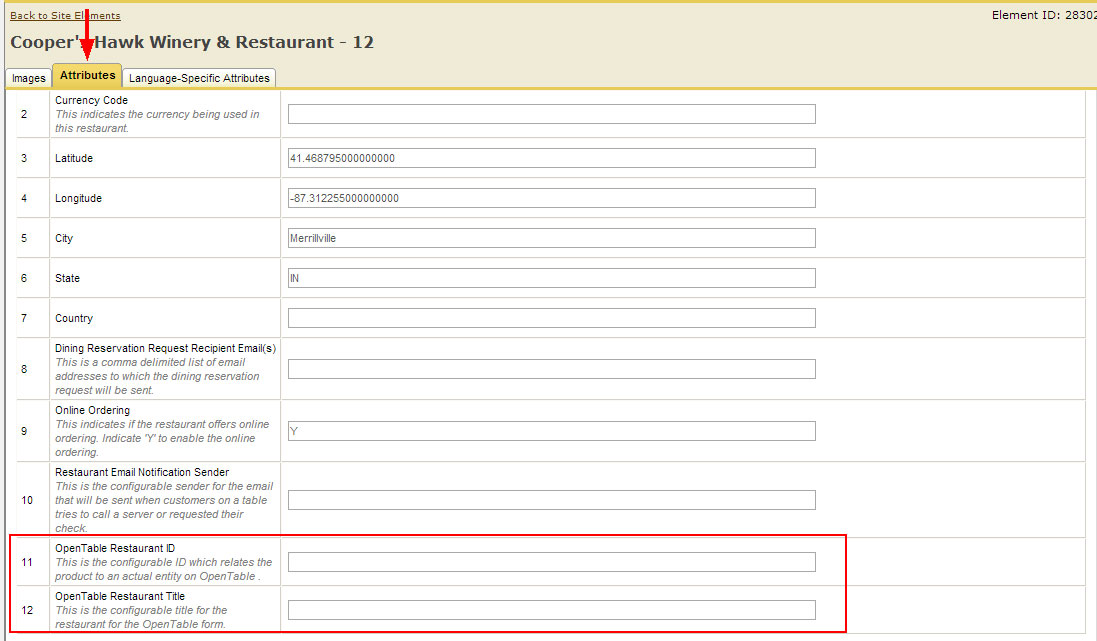 Back to Site Elements
Element ID: 28302
Cooper's Hawk Winery & Restaurant - 12
Images
Attributes
Language-Specific Attributes
2
Currency Code
This indicates the currency being used in
this restaurant.
3
Latitude
41.468795000000000
4
Longitude
-87.312255000000000
5
City
Merrillville
6
State
IN
7
Country
8
Dining Reservation Request Recipient Email(s)
This is a comma delimited list of email
addresses to which the dining reservation
request will be sent.
9
Online Ordering
This indicates if the restaurant offers online
ordering. Indicate 'Y' to enable the online
ordering.
Y
10
Restaurant Email Notification Sender
This is the configurable sender for the email
that will be sent when customers on a table
tries to call a server or requested their
check.
11
OpenTable Restaurant ID
This is the configurable ID which relates the
product to an actual entity on OpenTable .
12
OpenTable Restaurant Title
This is the configurable title for the
restaurant for the OpenTable form.